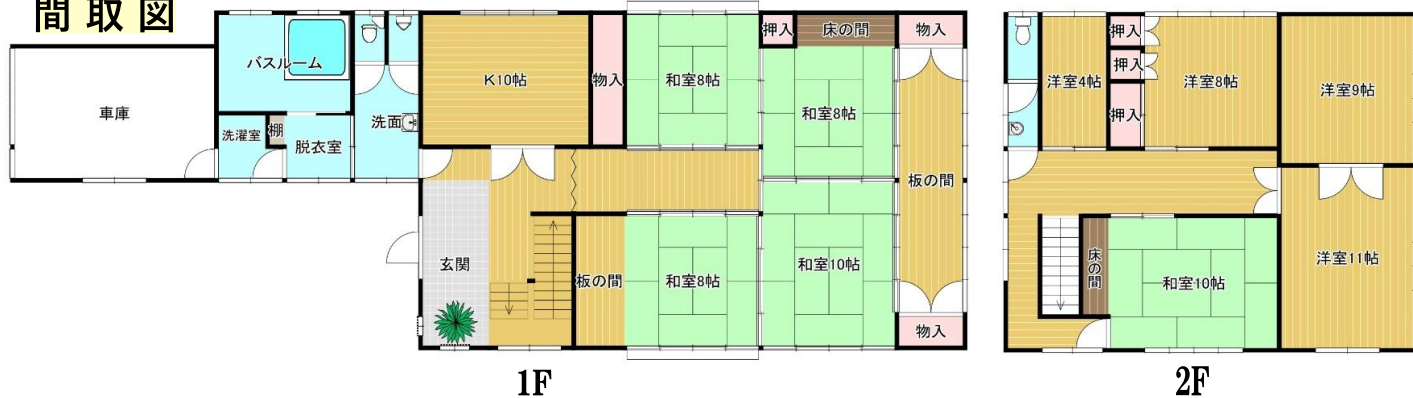 間取図
車庫
バスルーム
洗濯室
棚
脱衣室
洗面
K10帖
物入
和室8帖
押入
床の間
物入
和室8帖
板の間
玄関
板の間
和室8帖
和室10帖
物入
1F
洋室4帖
押入
押入
押入
洋室8帖
洋室9帖
床の間
和室10帖
洋室11帖
2F